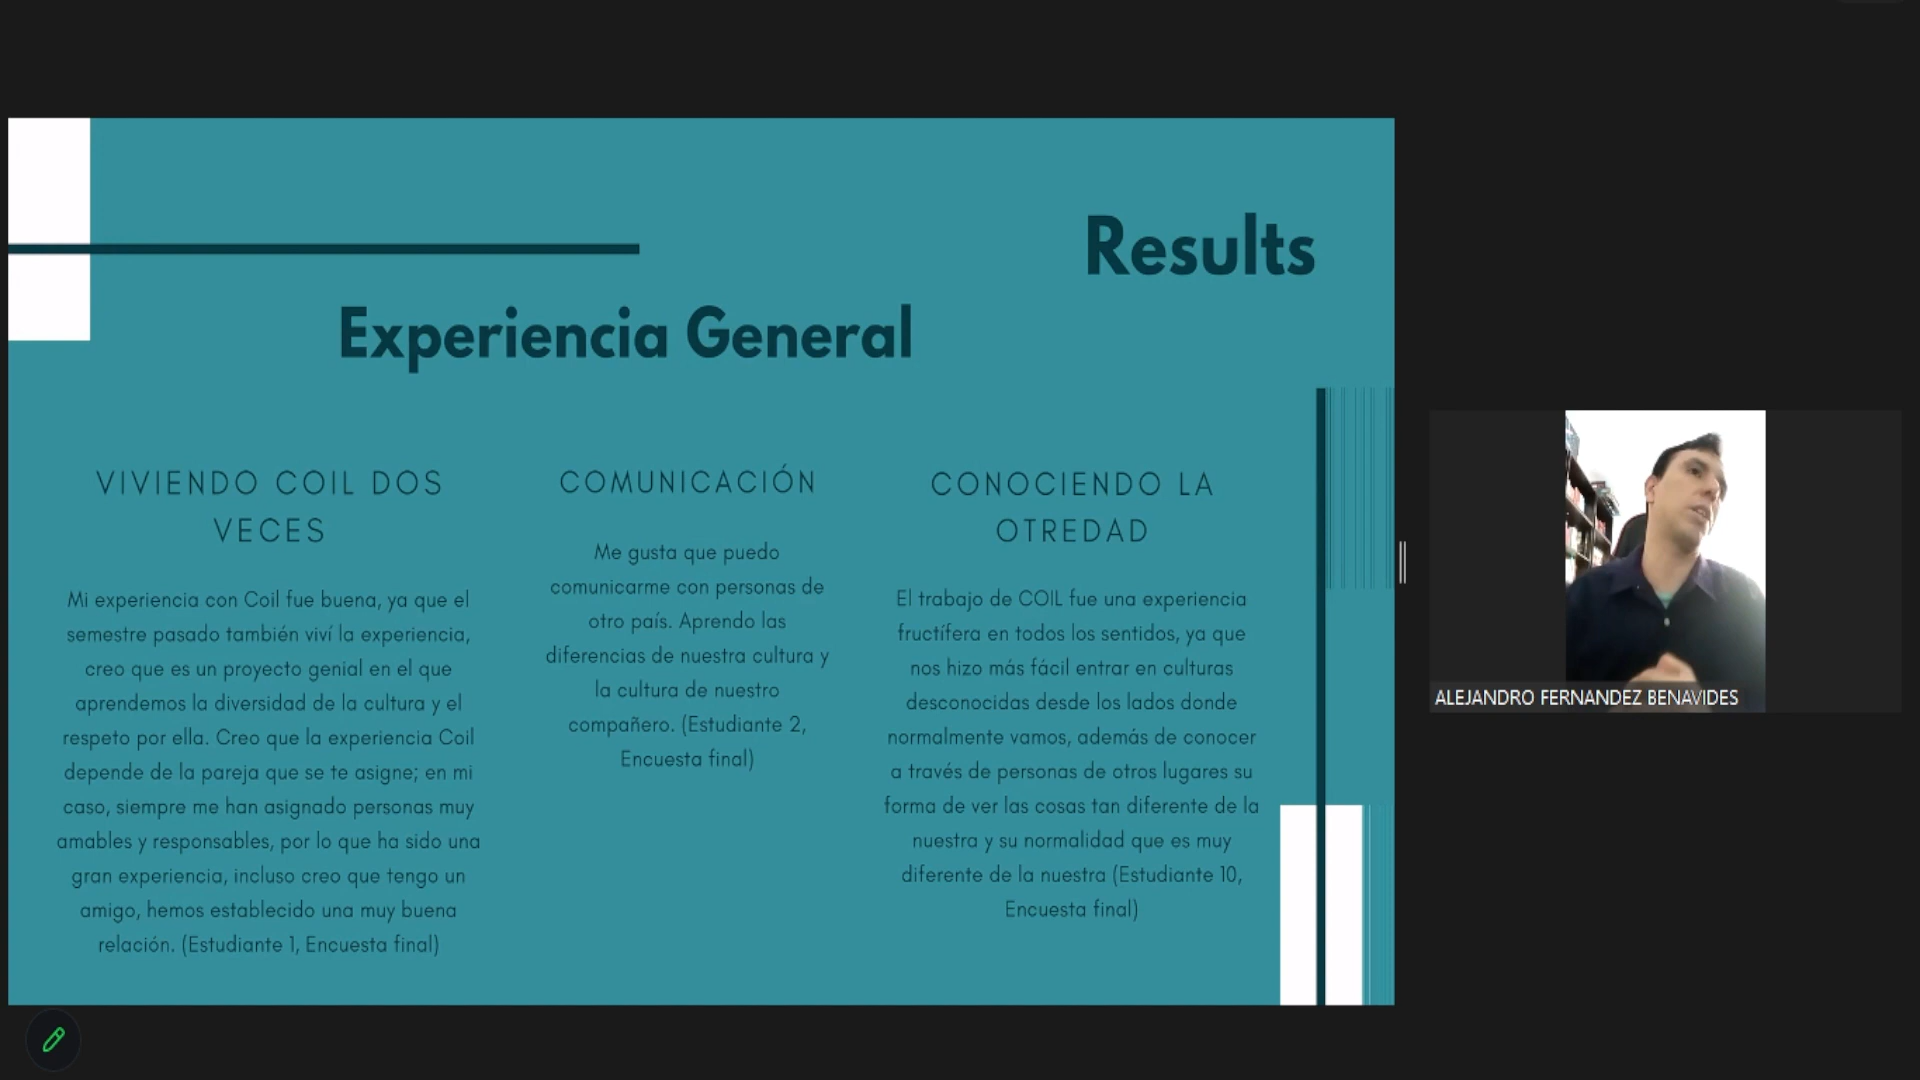 Results
Experiencia General
VIVIENDO COIL DOS
VECES
Mi experiencia con Coil fue buena, ya que el
semestre pasado también viví la experiencia,
creo que es un proyecto genial en el que
aprendemos la diversidad de la cultura y el
respeto por ella. Creo que la experiencia Coil
depende de la pareja que se te asigne; en mi
caso, siempre me han asignado personas muy
amables y responsables, por lo que ha sido una
gran experiencia, incluso creo que tengo un
amigo, hemos establecido una muy buena
relación. (Estudiante 1, Encuesta final)
COMUNICACIÓN
Me gusta que puedo
comunicarme con personas de
otro país. Aprendo las
diferencias de nuestra cultura y
la cultura de nuestro
compañero. (Estudiante 2,
Encuesta final)
CONOCIENDO LA
OTREDAD
El trabajo de COIL fue una experiencia
fructífera en todos los sentidos, ya que
nos hizo más fácil entrar en culturas
desconocidas desde los lados donde
normalmente vamos, además de conocer
a través de personas de otros lugares su
forma de ver las cosas tan diferente de la
nuestra y su normalidad que es muy
diferente de la nuestra (Estudiante 10,
Encuesta final)
ALEJANDRO FERNANDEZ BENAVIDES